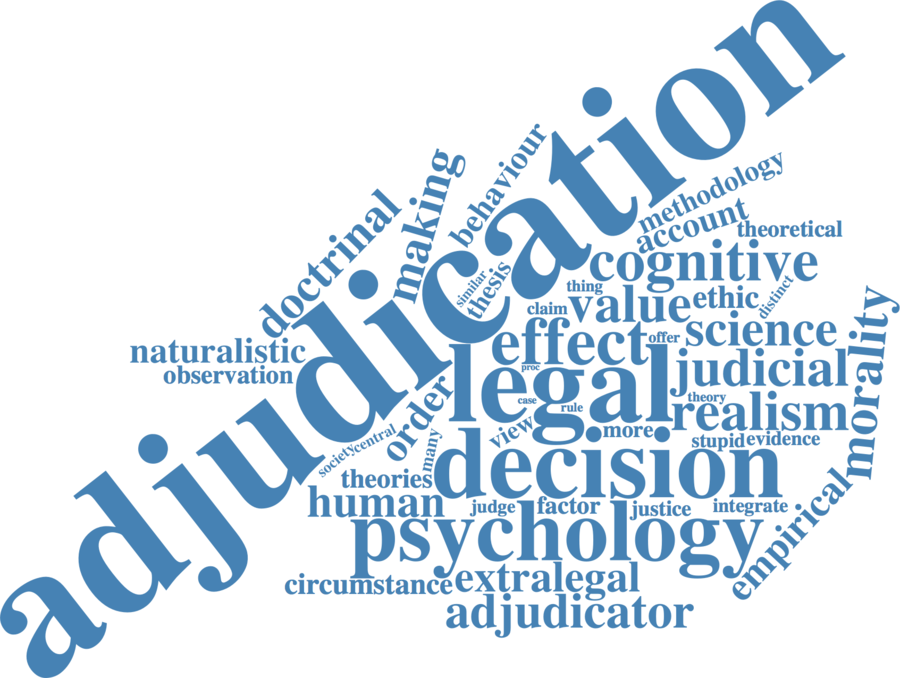 adjudication
making
behaviour
methodology
doctrinal
account
theoretical
similar
thesis
cognitive
thing
value
ethic
distinct
claim
naturalistic
effect
offer
science
morality
observation
legal
proc
judicial
order
case
rule
theory
realism
view
more
society
central
many
decision
stupid
evidence
theories
human
judge
factor
justice
integrate
empirical
psychology
circumstance
extralegal
adjudicator